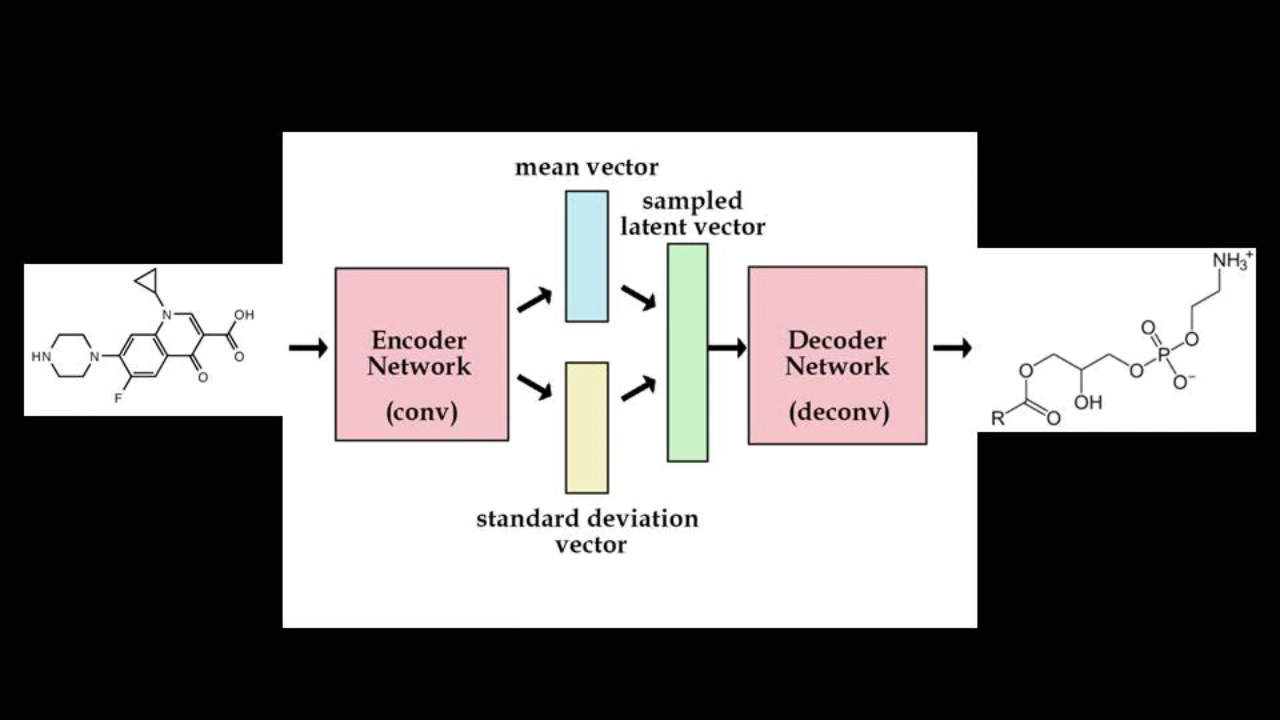 mean vector
sampled
latent vector
N
OH
O
O
HN
N
F
Encoder
Network
(conv)
Decoder
Network
(deconv)
standard deviation
vector
NH₃⁺
O
O
P
O
O⁻
O
OH
R
O